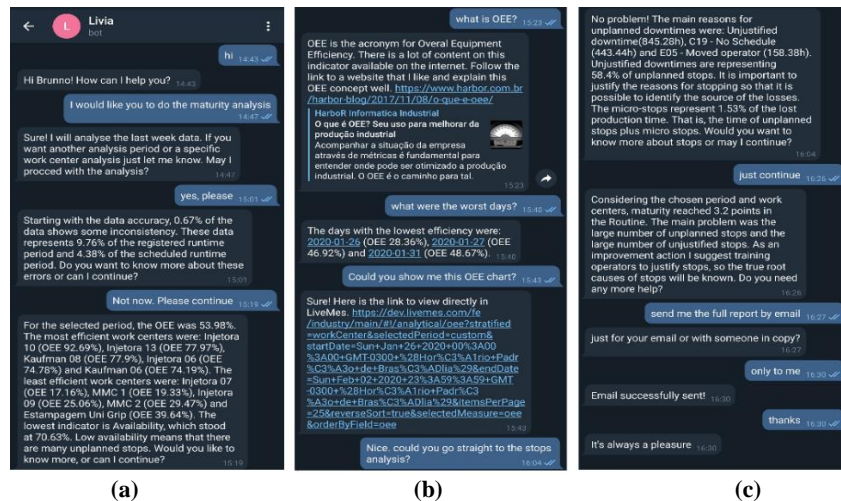 Livia
bot
hi 14:43
Hi Brunno! How can I help you? 14:43
I would like you to do the maturity analysis
14:47
Sure! I will analyse the last week data. If you
want another analysis period or a specific
work center analysis just let me know. May I
procced with the analysis?
14:47
yes, please 15:01
Starting with the data accuracy, 0.67% of the
data shows some inconsistency. These data
represents 9.76% of the registered runtime
period and 4.38% of the scheduled runtime
period. Do you want to know more about these
errors or can I continue?
15:01
Not now. Please continue 15:19
For the selected period, the OEE was 53.98%.
The most efficient work centers were: Injetora
10 (OEE 92.69%), Injetora 13 (OEE 77.97%),
Kaufman 08 (OEE 77.9%), Injetora 06 (OEE
74.78%) and Kaufman 06 (OEE 74.19%). The
least efficient work centers were: Injetora 07
(OEE 17.16%), MMC 1 (OEE 19.33%), Injetora
09 (OEE 25.06%), MMC 2 (OEE 29.47%) and
Estampagem Uni Grip (OEE 39.64%). The
lowest indicator is Availability, which stood
at 70.63%. Low availability means that there
are many unplanned stops. Would you like to
know more, or can I continue?
15:19
(a)
what is OEE? 15:23
OEE is the acronym for Overal Equipment
Efficiency. There is a lot of content on this
indicator available on the internet. Follow the
link to a website that I like and explain this
OEE concept well. https://www.harbor.com.br
/harbor-blog/2017/11/08/o-que-e-oee/
HarboR Informatica Industrial
O que é OEE? Seu uso para melhorar da
produção industrial
Acompanhar a situação da empresa
através de métricas é fundamental para
entender onde pode ser otimizado a produção
industrial. O OEE é o caminho para tal.
15:23
what were the worst days? 15:40
The days with the lowest efficiency were:
2020-01-26 (OEE 28.36%), 2020-01-27 (OEE
46.92%) and 2020-01-31 (OEE 48.67%). 15:40
Could you show me this OEE chart? 15:43
Sure! Here is the link to view directly in
LiveMes. https://dev.livemes.com/fe
/industry/main/#!/analytical/oee?stratified
=workCenter&selectedPeriod=custom&
startDate=Sun+Jan+26+2020+00%3A00
%3A00+GMT-0300+%28Hor%C3%A1rio+Padr
%C3%A3o+de+Bras%C3%ADlia%29&endDate
=Sun+Feb+02+2020+23%3A59%3A59+GMT
-0300+%28Hor%C3%A1rio+Padr%C3
%A3o+de+Bras%C3%ADlia%29&itemsPerPage
=25&reverseSort=true&selectedMeasure=oee
&orderByField=oee
15:43
Nice. could you go straight to the stops
analysis?
16:04
(b)
No problem! The main reasons for
unplanned downtimes were: Unjustified
downtime(845.28h), C19 - No Schedule
(443.44h) and E05 - Moved operator (158.38h).
Unjustified downtimes are representing
58.4% of unplanned stops. It is important to
justify the reasons for stopping so that it is
possible to identify the source of the losses.
The micro-stops represent 1.53% of the lost
production time. That is, the time of unplanned
stops plus micro stops. Would you want to
know more about stops or may I continue?
16:04
just continue 16:26
Considering the chosen period and work
centers, maturity reached 3.2 points in
the Routine. The main problem was the
large number of unplanned stops and the
large number of unjustified stops. As an
improvement action I suggest training
operators to justify stops, so the true root
causes of stops will be known. Do you need
any more help?
16:26
send me the full report by email 16:27
just for your email or with someone in copy?
16:27
only to me 16:30
Email successfully sent! 16:30
thanks 16:30
It's always a pleasure 16:30
(c)